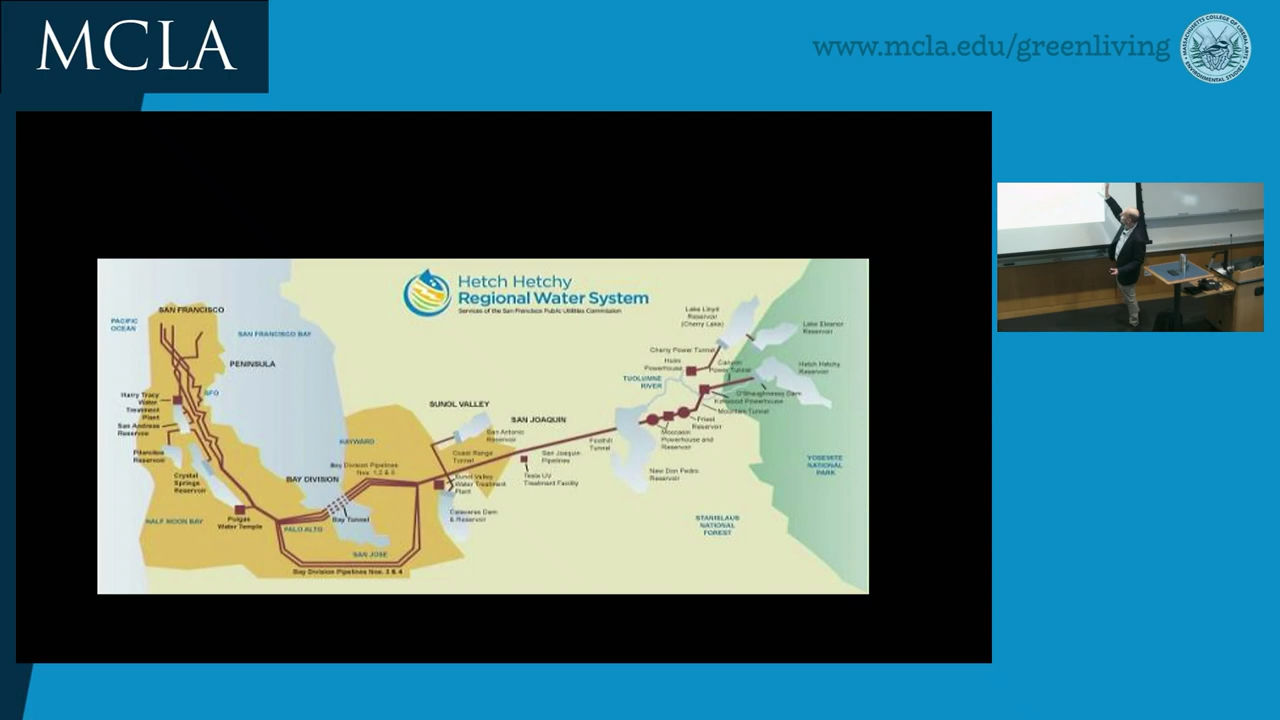 MCLA
www.mcla.edu/greenliving
MASSACHUSETTS COLLEGE OF LIBERAL ARTS
ENVIRONMENTAL STUDIES
Hetch Hetchy
Regional Water System
Services of the San Francisco Public Utilities Commission
SAN FRANCISCO
PACIFIC
OCEAN
SAN FRANCISCO BAY
PENINSULA
SFO
Harry Tracy
Water
Treatment
Plant
San Andreas
Reservoir
Pilarcitos
Reservoir
Crystal
Springs
Reservoir
HALF MOON BAY
Pulgas
Water Temple
BAY DIVISION
HAYWARD
Bay Division Pipelines
Bay Tunnel
PALO ALTO
SAN JOSE
Bay Division Pipelines Nos. 3 & 4
SUNOL VALLEY
San Antonio
Reservoir
Coast Range
Tunnel
Sunol Valley
Water Treatment
Plant
Calaveras Dam
& Reservoir
SAN JOAQUIN
San Joaquin
Pipelines
Tesla UV
Treatment Facility
Foothill
Tunnel
New Don Pedro
Reservoir
Moccasin
Powerhouse and
Reservoir
Priest
Reservoir
Mountain Tunnel
Kirkwood Powerhouse
O'Shaughnessy Dam
Canyon
Power Tunnel
TUOLUMNE
RIVER
Holm
Powerhouse
Cherry Power Tunnel
Lake Lloyd
Reservoir
(Cherry Lake)
Lake Eleanor
Reservoir
Hetch Hetchy
Reservoir
YOSEMITE
NATIONAL
PARK
STANISLAUS
NATIONAL
FOREST